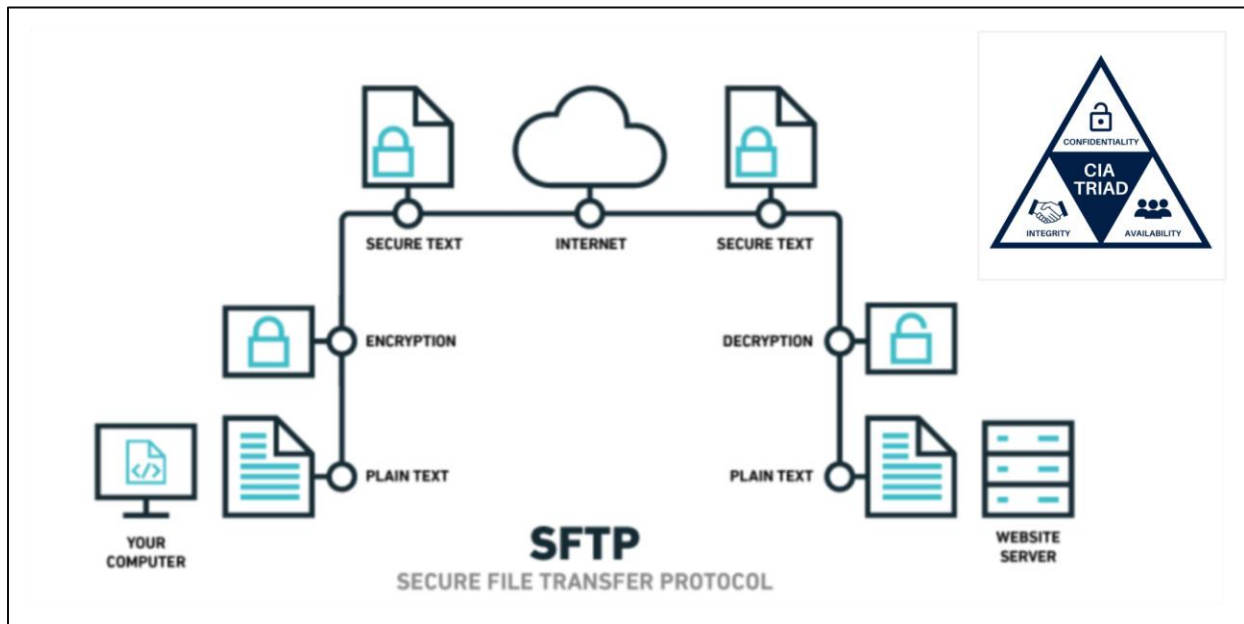 CONFIDENTIALITY
CIA
TRIAD
INTEGRITY
AVAILABILITY
SECURE TEXT
INTERNET
SECURE TEXT
ENCRYPTION
DECRYPTION
</>
PLAIN TEXT
PLAIN TEXT
YOUR
COMPUTER
WEBSITE
SERVER
SFTP
SECURE FILE TRANSFER PROTOCOL